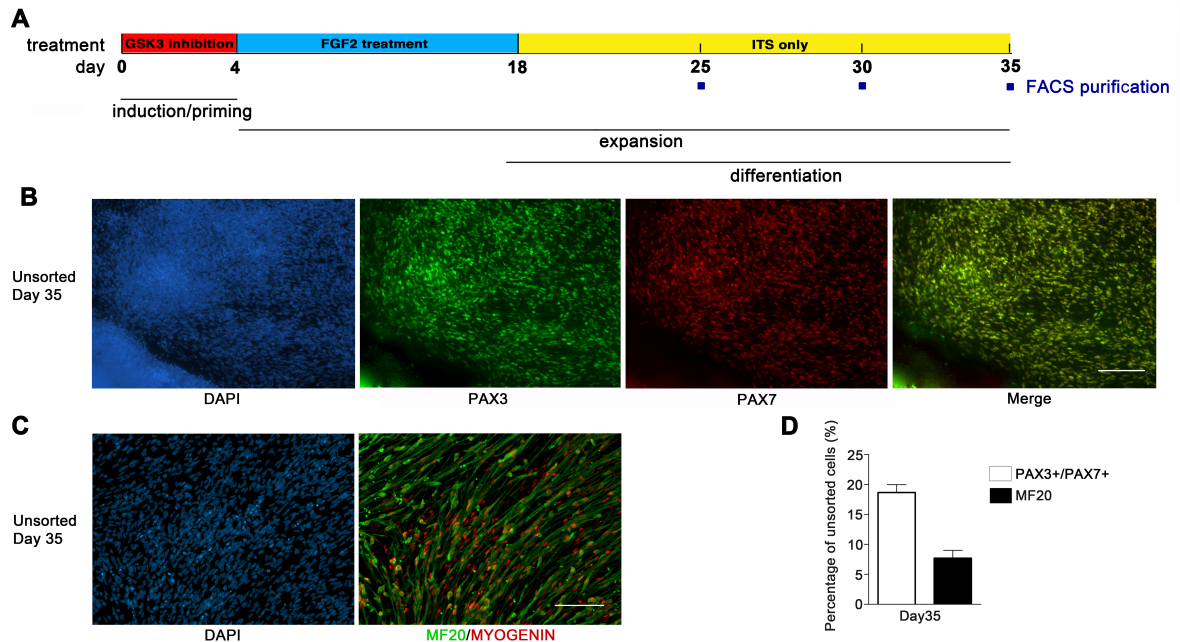 A
treatment GSK3 inhibition FGF2 treatment ITS only
day 0 4 18 25 30 35
FACS purification
induction/priming
expansion
differentiation
B
Unsorted
Day 35
DAPI PAX3 PAX7 Merge
C
Unsorted
Day 35
DAPI MF20/MYOGENIN
D
Percentage of unsorted cells (%)
25
20
15
10
5
0
Day35
PAX3+/PAX7+
MF20